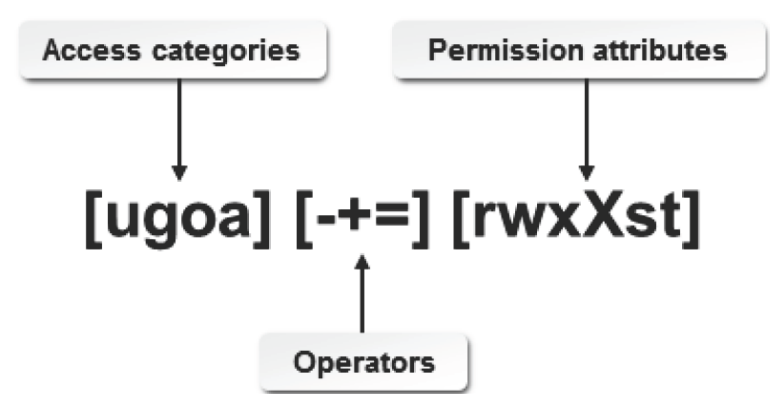 Access categories
Permission attributes
[ugoa] [-+=] [rwxXst]
Operators